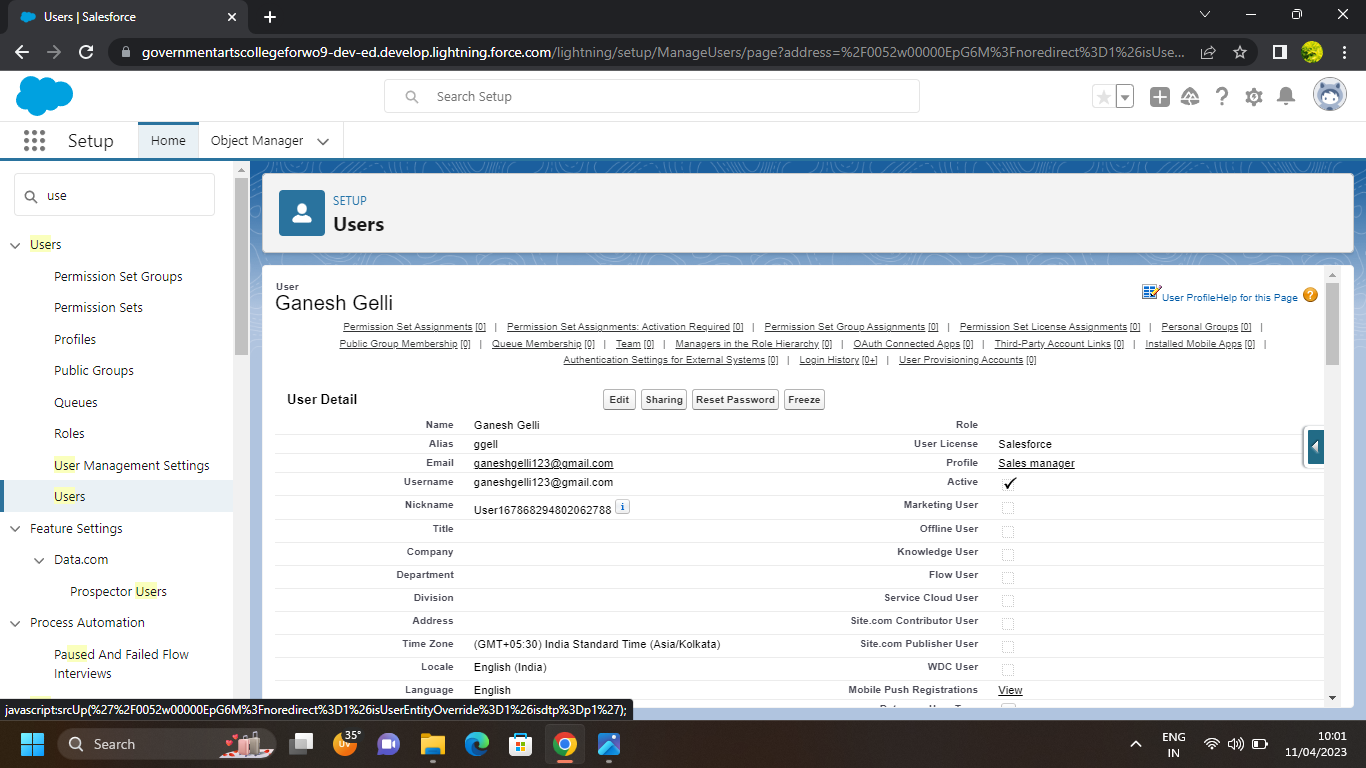 Users | Salesforce
governmentartscollegeforwo9-dev-ed.develop.lightning.force.com/lightning/setup/ManageUsers/page?address=%2F0052w00000EpG6M%3Fnoredirect%3D1%26isUse...
Search Setup
Setup Home Object Manager
use
Users
Permission Set Groups
Permission Sets
Profiles
Public Groups
Queues
Roles
User Management Settings
Users
Feature Settings
Data.com
Prospector Users
Process Automation
Paused And Failed Flow
Interviews
SETUP
Users
User
Ganesh Gelli
User Profile Help for this Page
Permission Set Assignments [0] | Permission Set Assignments: Activation Required [0] | Permission Set Group Assignments [0] | Permission Set License Assignments [0] | Personal Groups [0] |
Public Group Membership [0] | Queue Membership [0] | Team [0] | Managers in the Role Hierarchy [0] | OAuth Connected Apps [0] | Third-Party Account Links [0] | Installed Mobile Apps [0] |
Authentication Settings for External Systems [0] | Login History [0+] | User Provisioning Accounts [0]
User Detail Edit Sharing Reset Password Freeze
Name Ganesh Gelli Role
Alias ggell User License Salesforce
Email ganeshgelli123@gmail.com Profile Sales manager
Username ganeshgelli123@gmail.com Active ✓
Nickname User167868294802062788 i Marketing User
Title Offline User
Company Knowledge User
Department Flow User
Division Service Cloud User
Address Site.com Contributor User
Time Zone (GMT+05:30) India Standard Time (Asia/Kolkata) Site.com Publisher User
Locale English (India) WDC User
Language English Mobile Push Registrations View
javascript:srcUp(%27%2F0052w00000EpG6M%3Fnoredirect%3D1%26isUserEntityOverride%3D1%26isdtp%3Dp1%27);
Search
UV 35°
ENG
IN
10:01
11/04/2023